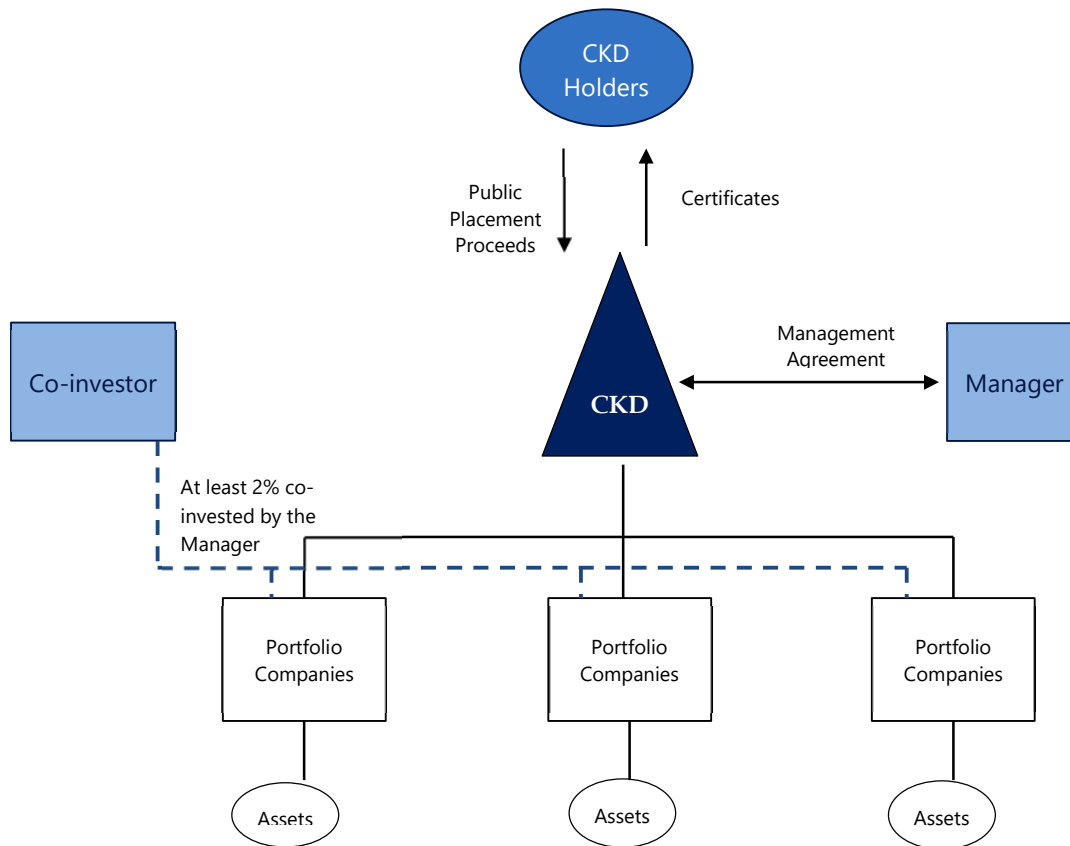 CKD
Holders
Public
Placement
Proceeds
Certificates
Management
Agreement
Co-investor
CKD
Manager
At least 2% co-
invested by the
Manager
Portfolio
Companies
Portfolio
Companies
Portfolio
Companies
Assets
Assets
Assets